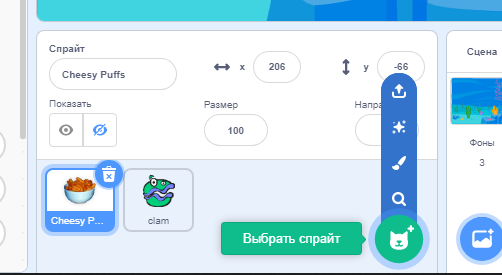 Спрайт
Сцена
Cheesy Puffs
x
206
y
-66
Показать
Размер
Напра
100
Фоны
3
Cheesy P...
clam
Выбрать спрайт